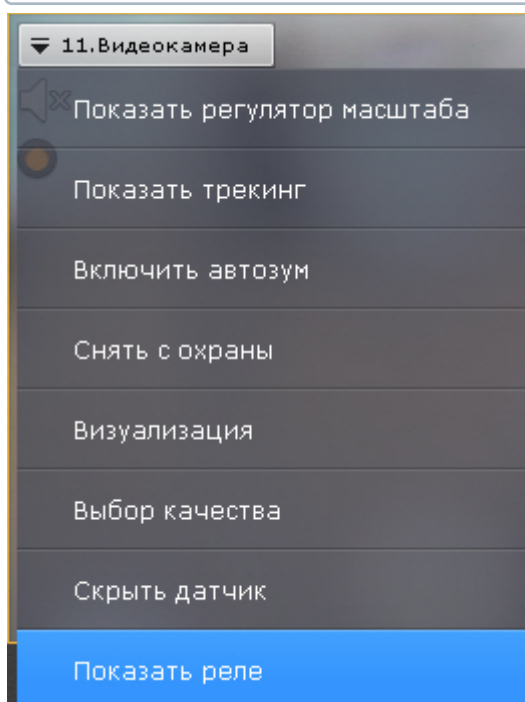 11.Видеокамера
Показать регулятор масштаба
Показать трекинг
Включить автозум
Снять с охраны
Визуализация
Выбор качества
Скрыть датчик
Показать реле